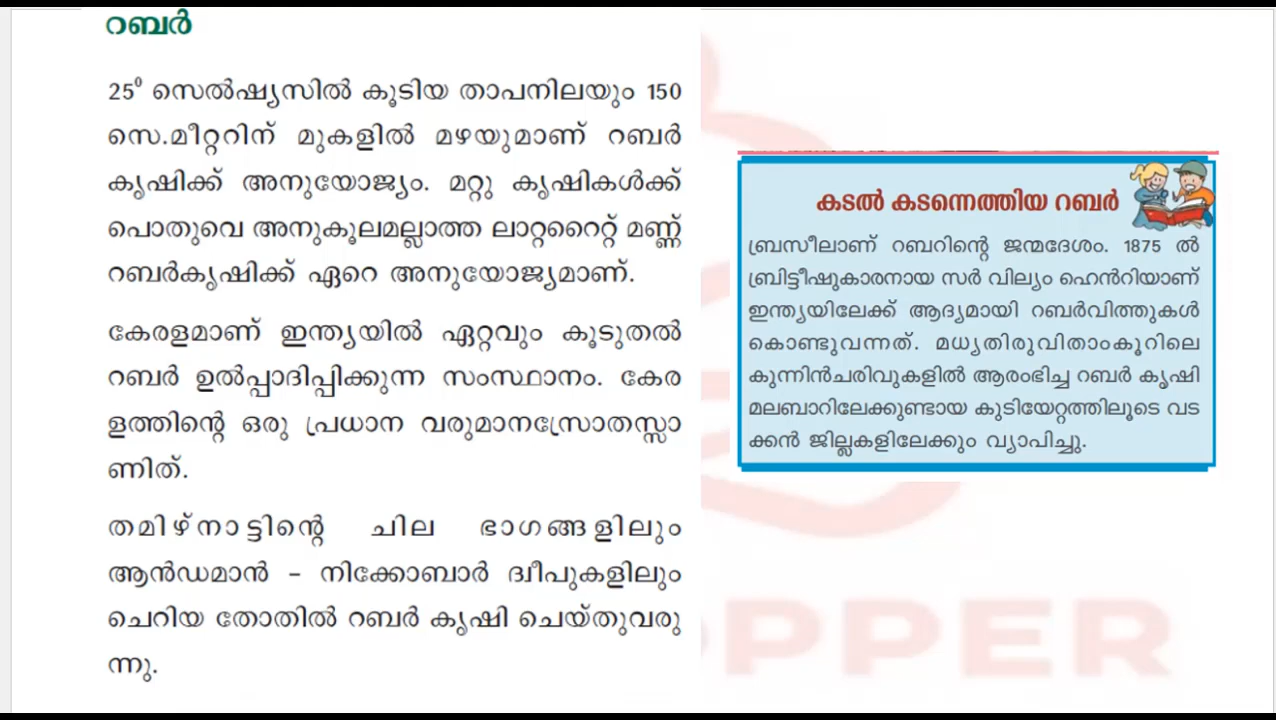 റബർ
25⁰ സെൽഷ്യസിൽ കൂടിയ താപനിലയും 150
സെ.മീറ്ററിന് മുകളിൽ മഴയുമാണ് റബർ
കൃഷിക്ക് അനുയോജ്യം. മറ്റു കൃഷികൾക്ക്
പൊതുവെ അനുകൂലമല്ലാത്ത ലാറ്ററൈറ്റ് മണ്ണ്
റബർകൃഷിക്ക് ഏറെ അനുയോജ്യമാണ്.
കേരളമാണ് ഇന്ത്യയിൽ ഏറ്റവും കൂടുതൽ
റബർ ഉൽപ്പാദിപ്പിക്കുന്ന സംസ്ഥാനം. കേര
ളത്തിന്റെ ഒരു പ്രധാന വരുമാനസ്രോതസ്സാ
ണിത്.
തമിഴ്നാട്ടിന്റെ ചില ഭാഗങ്ങളിലും
ആൻഡമാൻ – നിക്കോബാർ ദ്വീപുകളിലും
ചെറിയ തോതിൽ റബർ കൃഷി ചെയ്തുവരു
ന്നു.
കടൽ കടന്നെത്തിയ റബർ
ബ്രസീലാണ് റബറിന്റെ ജന്മദേശം. 1875 ൽ
ബ്രിട്ടീഷുകാരനായ സർ വില്യം ഹെൻറിയാണ്
ഇന്ത്യയിലേക്ക് ആദ്യമായി റബർവിത്തുകൾ
കൊണ്ടുവന്നത്. മധ്യതിരുവിതാംകൂറിലെ
കുന്നിൻചരിവുകളിൽ ആരംഭിച്ച റബർ കൃഷി
മലബാറിലേക്കുണ്ടായ കുടിയേറ്റത്തിലൂടെ വട
ക്കൻ ജില്ലകളിലേക്കും വ്യാപിച്ചു.
PPER